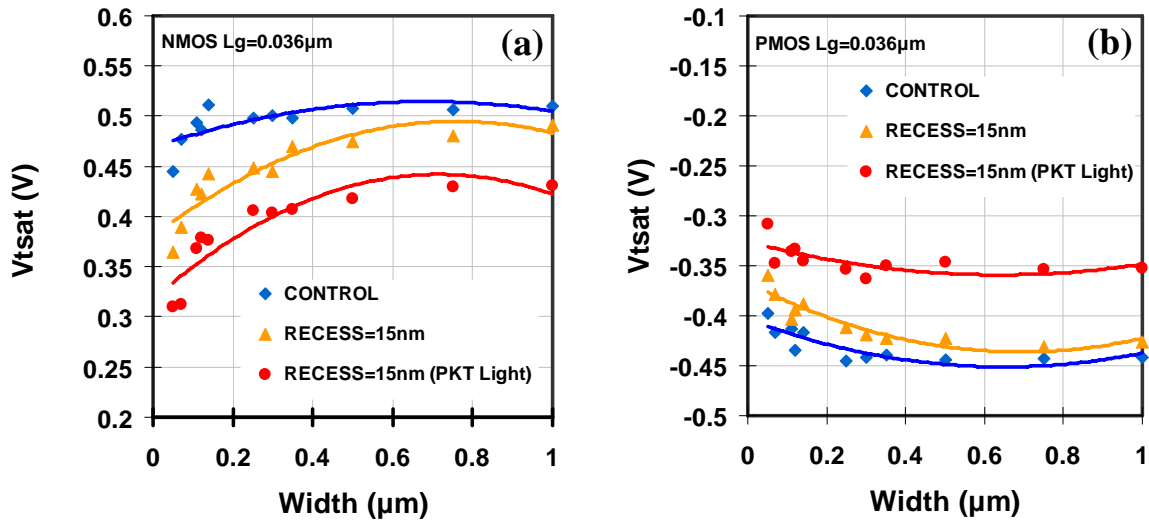 0.6
0.55
0.5
0.45
0.4
0.35
0.3
0.25
0.2
NMOS Lg=0.036µm
(a)
CONTROL
RECESS=15nm
RECESS=15nm (PKT Light)
0 0.2 0.4 0.6 0.8 1
Width (µm)
Vtsat (V)
-0.1
-0.15
-0.2
-0.25
-0.3
-0.35
-0.4
-0.45
-0.5
PMOS Lg=0.036µm
(b)
CONTROL
RECESS=15nm
RECESS=15nm (PKT Light)
0 0.2 0.4 0.6 0.8 1
Width (µm)
Vtsat (V)